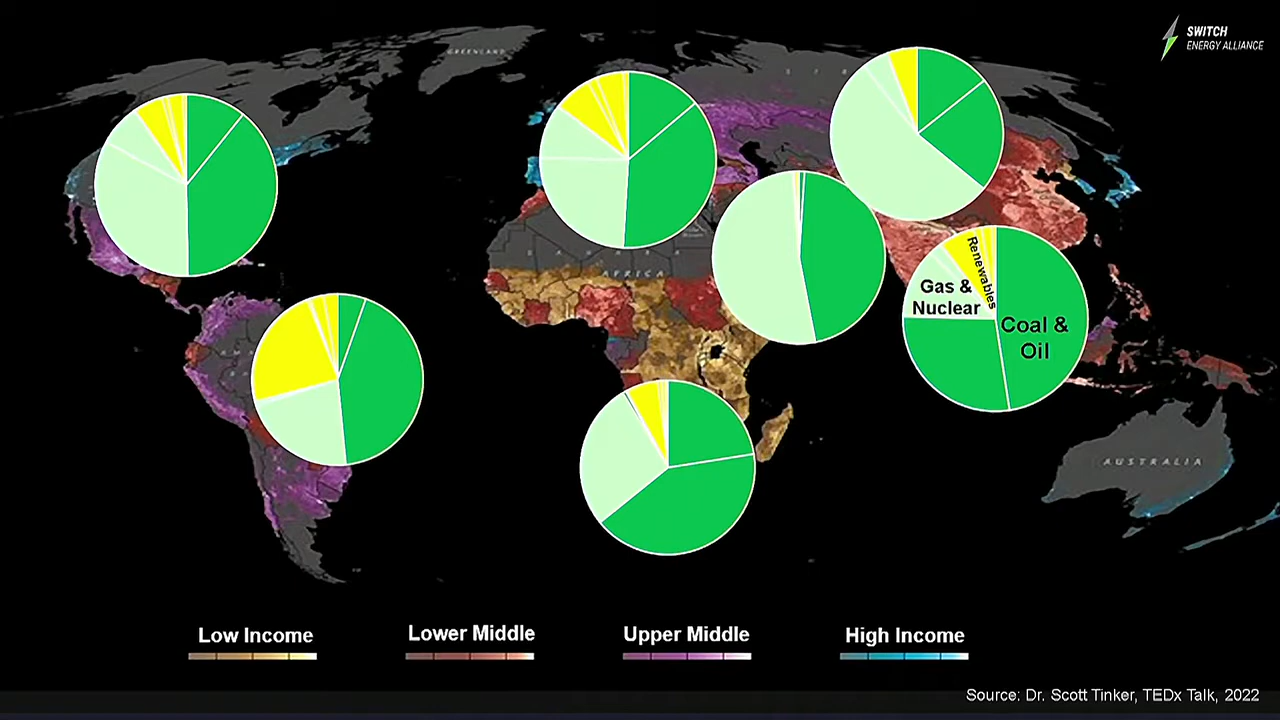 SWITCH
ENERGY ALLIANCE
GREENLAND
AFRICA
Renewables
Gas &
Nuclear
Coal &
Oil
AUSTRALIA
Low Income
Lower Middle
Upper Middle
High Income
Source: Dr. Scott Tinker, TEDx Talk, 2022